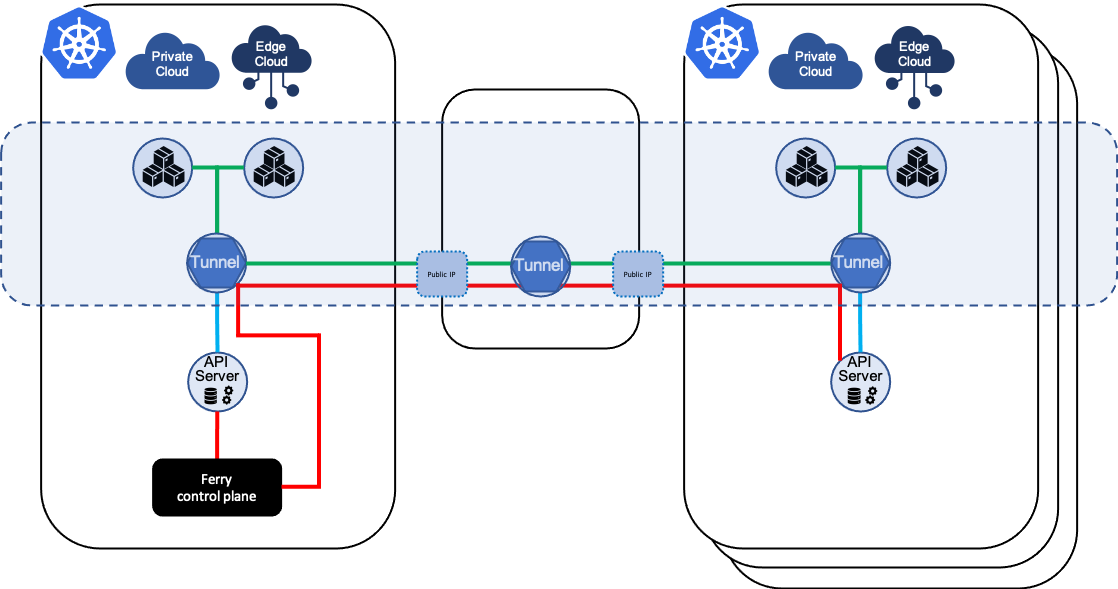 Private
Cloud
Edge
Cloud
Private
Cloud
Edge
Cloud
Tunnel
Public IP
Tunnel
Public IP
Tunnel
API
Server
API
Server
Ferry
control plane